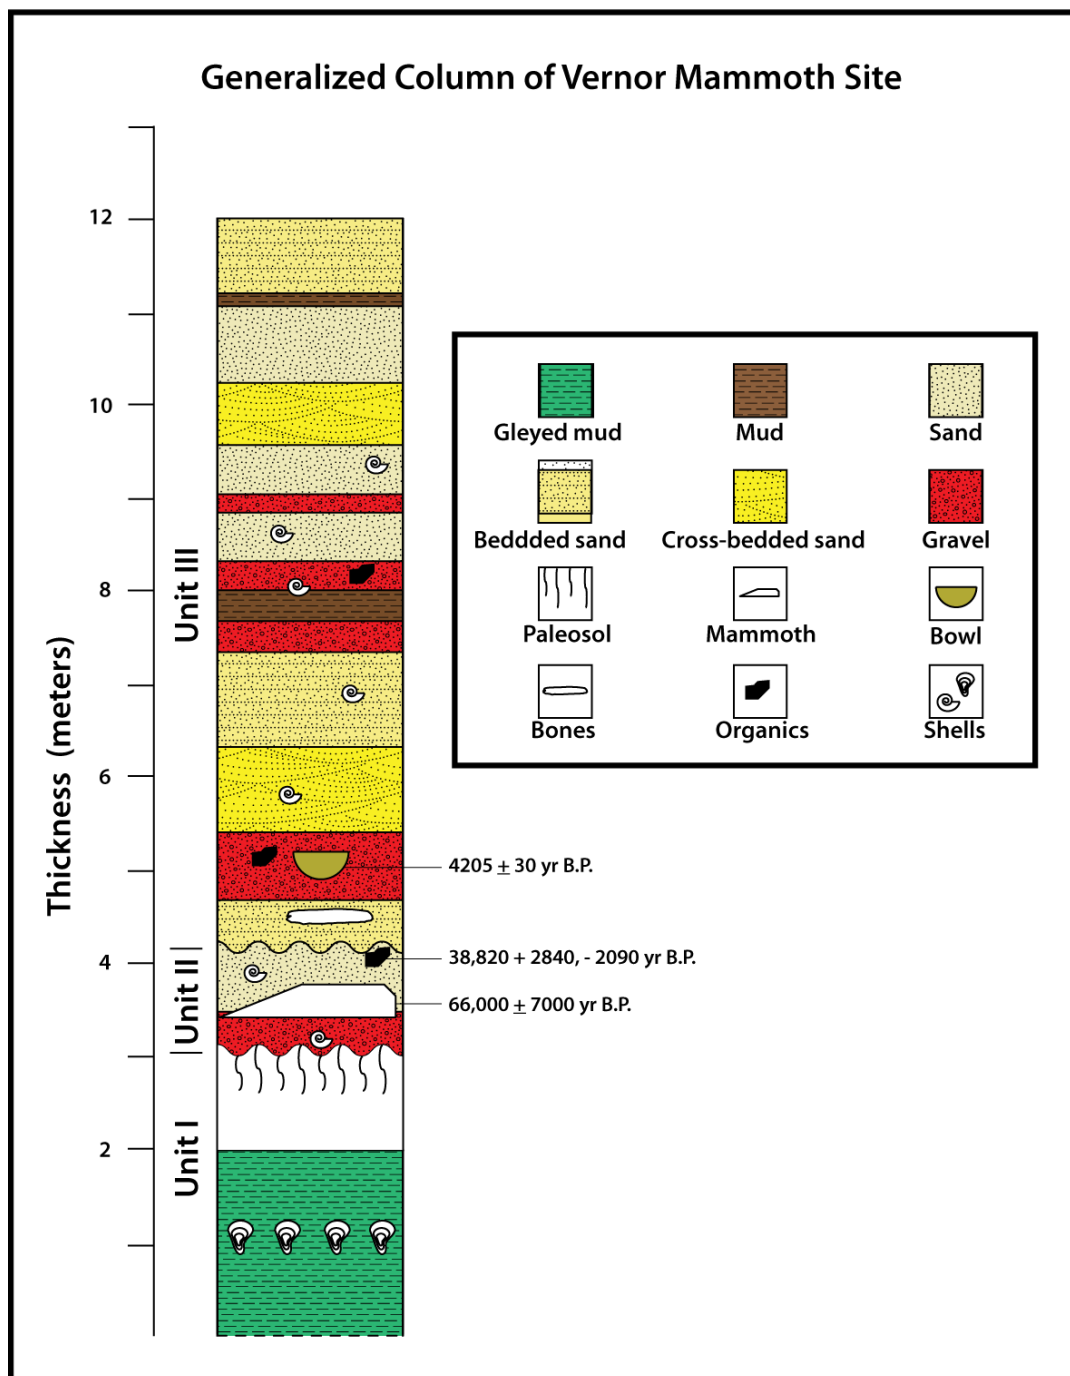 Generalized Column of Vernor Mammoth Site
12
10
8
6
4
2
Thickness (meters)
Unit III
Unit II
Unit I
Gleyed mud
Mud
Sand
Beddded sand
Cross-bedded sand
Gravel
Paleosol
Mammoth
Bowl
Bones
Organics
Shells
4205 ± 30 yr B.P.
38,820 + 2840, - 2090 yr B.P.
66,000 ± 7000 yr B.P.